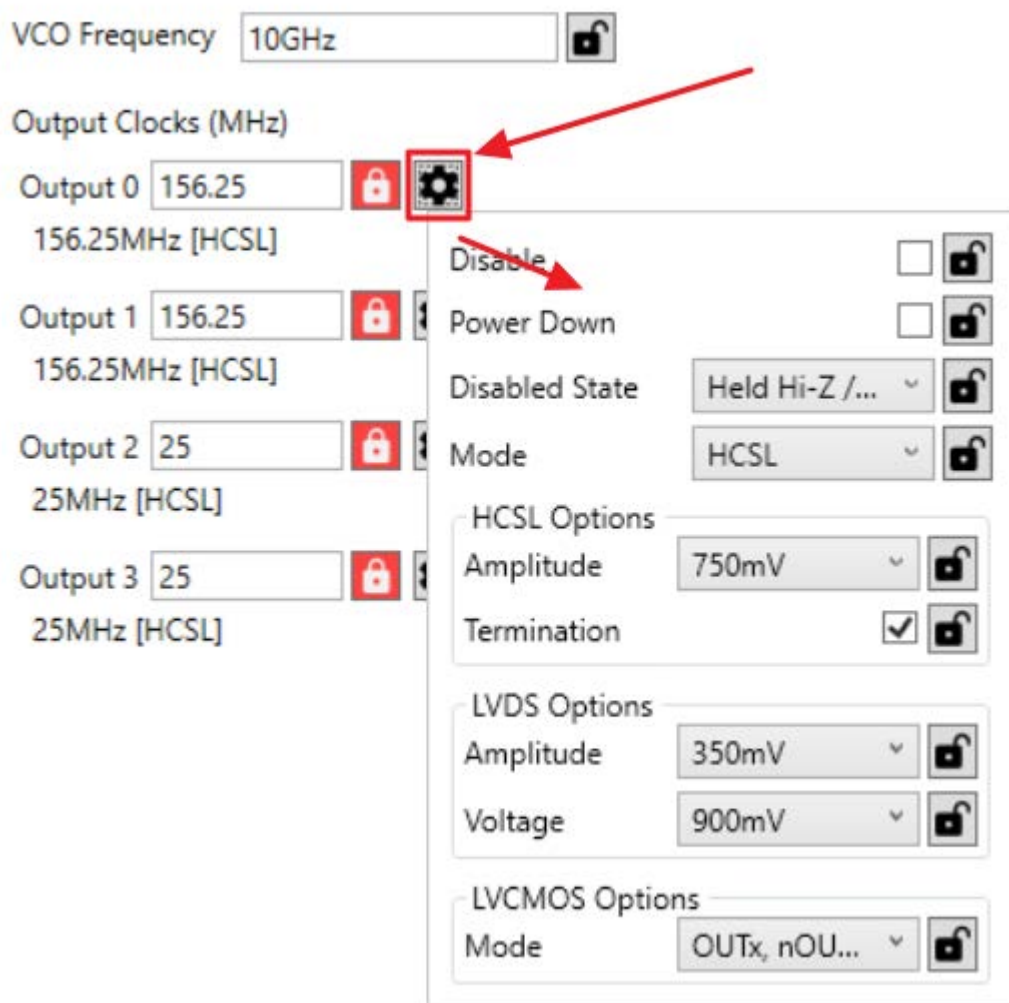 VCO Frequency 10GHz
Output Clocks (MHz)
Output 0 156.25
156.25MHz [HCSL]
Output 1 156.25
156.25MHz [HCSL]
Output 2 25
25MHz [HCSL]
Output 3 25
25MHz [HCSL]
Disable
Power Down
Disabled State Held Hi-Z /...
Mode HCSL
HCSL Options
Amplitude 750mV
Termination
LVDS Options
Amplitude 350mV
Voltage 900mV
LVCMOS Options
Mode OUTx, nOU...